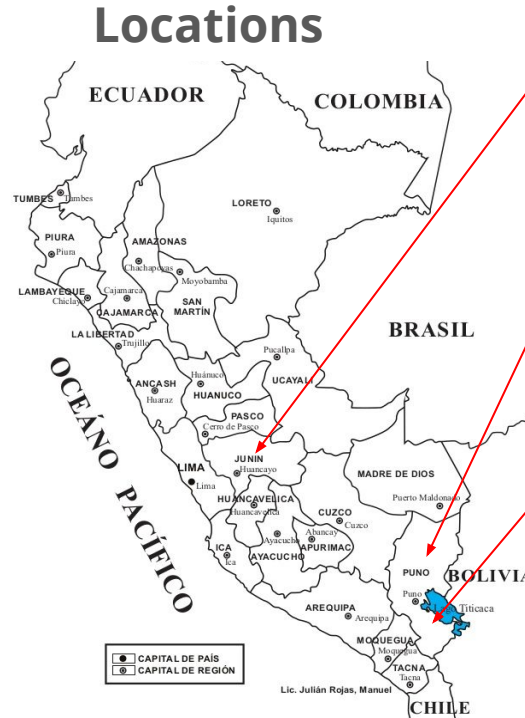 Locations
ECUADOR
COLOMBIA
TUMBES
Tumbes
LORETO
Iquitos
PIURA
Piura
AMAZONAS
Chachapoyas
Moyobamba
LAMBAYEQUE
Chiclayo
Cajamarca
CAJAMARCA
SAN
MARTÍN
LA LIBERTAD
Trujillo
BRASIL
Pucallpa
UCAYALI
ANCASH
Huaraz
Huánuco
HUANUCO
PASCO
Cerro de Pasco
OCEÁNO PACÍFICO
JUNIN
Huancayo
LIMA
Lima
MADRE DE DIOS
Puerto Maldonado
HUANCAVELICA
Huancavelica
CUZCO
Cuzco
ICA
Ica
Ayacucho
AYACUCHO
Abancay
APURIMAC
PUNO
Puno
BOLIVIA
Lago Titicaca
AREQUIPA
Arequipa
MOQUEGUA
Moquegua
TACNA
Tacna
CAPITAL DE PAÍS
CAPITAL DE REGIÓN
Lic. Julián Rojas, Manuel
CHILE